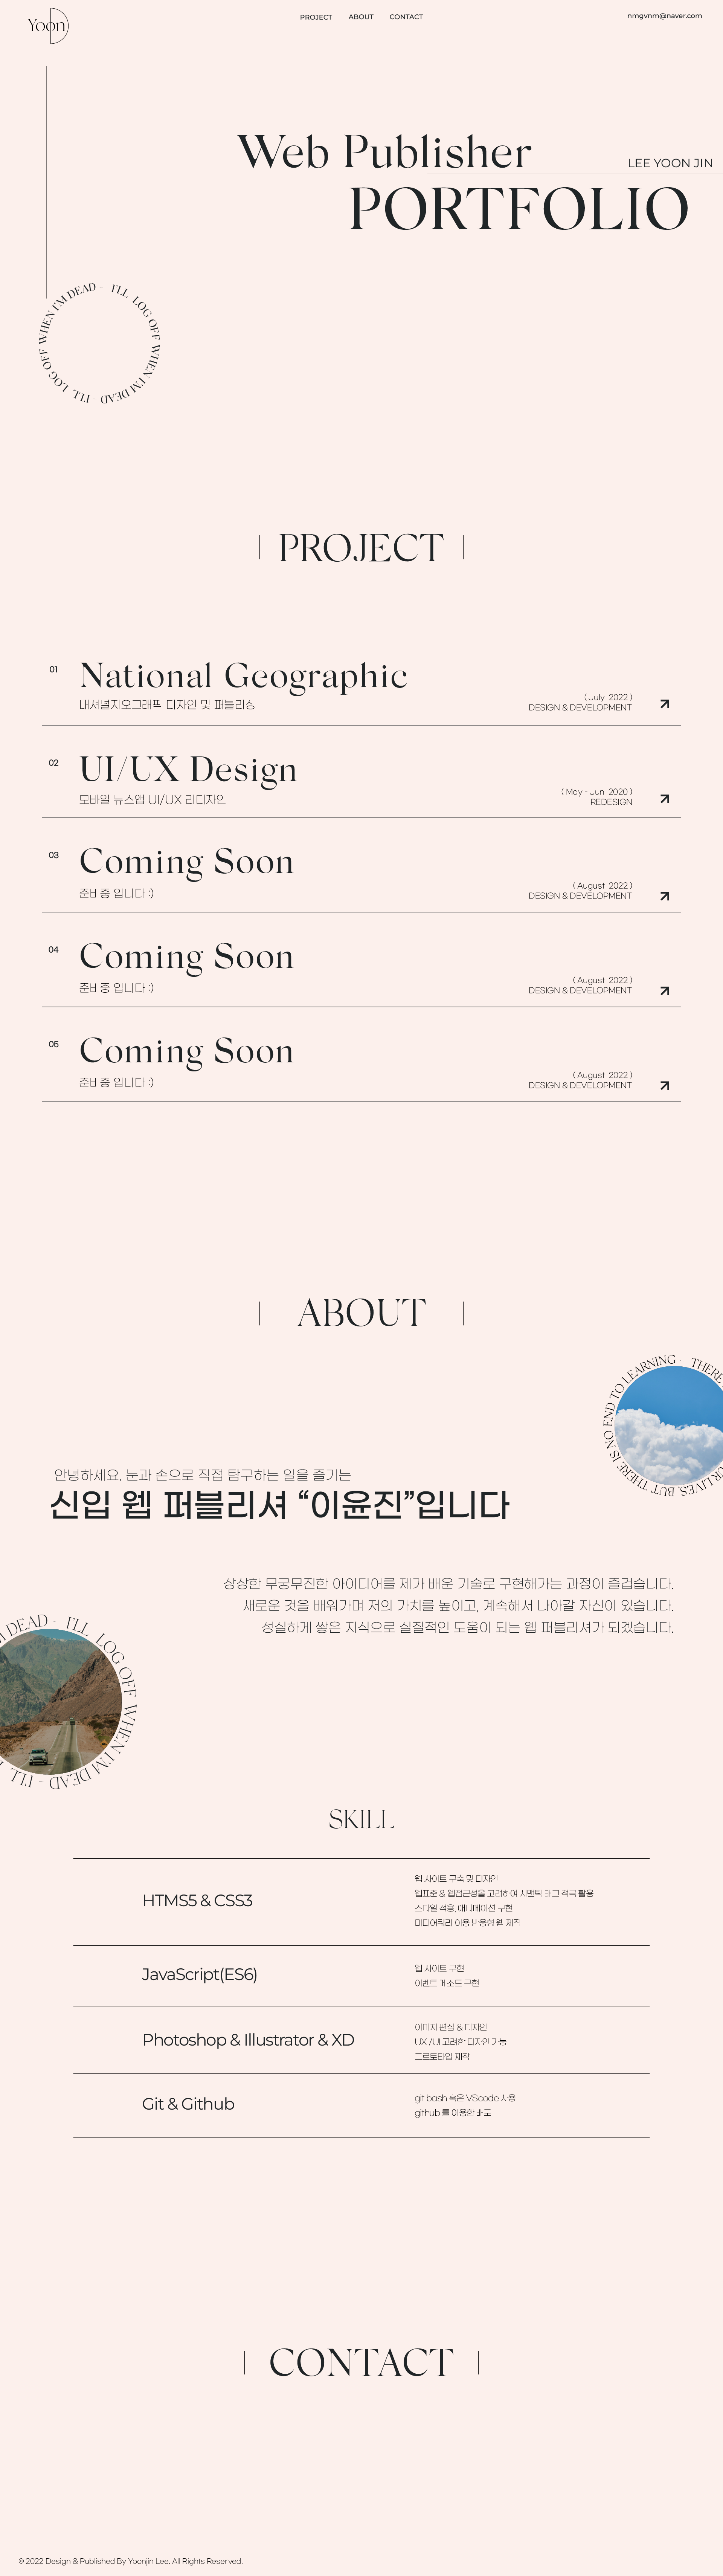 Yoon
PROJECT
ABOUT
CONTACT
nmgvnm@naver.com
Web Publisher
LEE YOON JIN
PORTFOLIO
I'LL LOG OFF WHEN I'M DEAD - I'LL LOG OFF WHEN I'M DEAD -
PROJECT
01
National Geographic
내셔널지오그래픽 디자인 및 퍼블리싱
( July 2022 )
DESIGN & DEVELOPMENT
02
UI/UX Design
모바일 뉴스앱 UI/UX 리디자인
( May - Jun 2020 )
REDESIGN
03
Coming Soon
준비중 입니다 :)
( August 2022 )
DESIGN & DEVELOPMENT
04
Coming Soon
준비중 입니다 :)
( August 2022 )
DESIGN & DEVELOPMENT
05
Coming Soon
준비중 입니다 :)
( August 2022 )
DESIGN & DEVELOPMENT
ABOUT
UR LIVES, BUT THERE IS NO END TO LEARNING - THERE
안녕하세요. 눈과 손으로 직접 탐구하는 일을 즐기는
신입 웹 퍼블리셔 “이윤진”입니다
상상한 무궁무진한 아이디어를 제가 배운 기술로 구현해가는 과정이 즐겁습니다.
새로운 것을 배워가며 저의 가치를 높이고, 계속해서 나아갈 자신이 있습니다.
성실하게 쌓은 지식으로 실질적인 도움이 되는 웹 퍼블리셔가 되겠습니다.
M DEAD - I'LL LOG OFF WHEN I'M DEAD - I'LL
SKILL
HTMS5 & CSS3
웹 사이트 구축 및 디자인
웹표준 & 웹접근성을 고려하여 시맨틱 태그 적극 활용
스타일 적용, 애니메이션 구현
미디어쿼리 이용 반응형 웹 제작
JavaScript(ES6)
웹 사이트 구현
이벤트 메소드 구현
Photoshop & Illustrator & XD
이미지 편집 & 디자인
UX /UI 고려한 디자인 가능
프로토타입 제작
Git & Github
git bash 혹은 VScode 사용
github 를 이용한 배포
CONTACT
© 2022 Design & Published By Yoonjin Lee. All Rights Reserved.